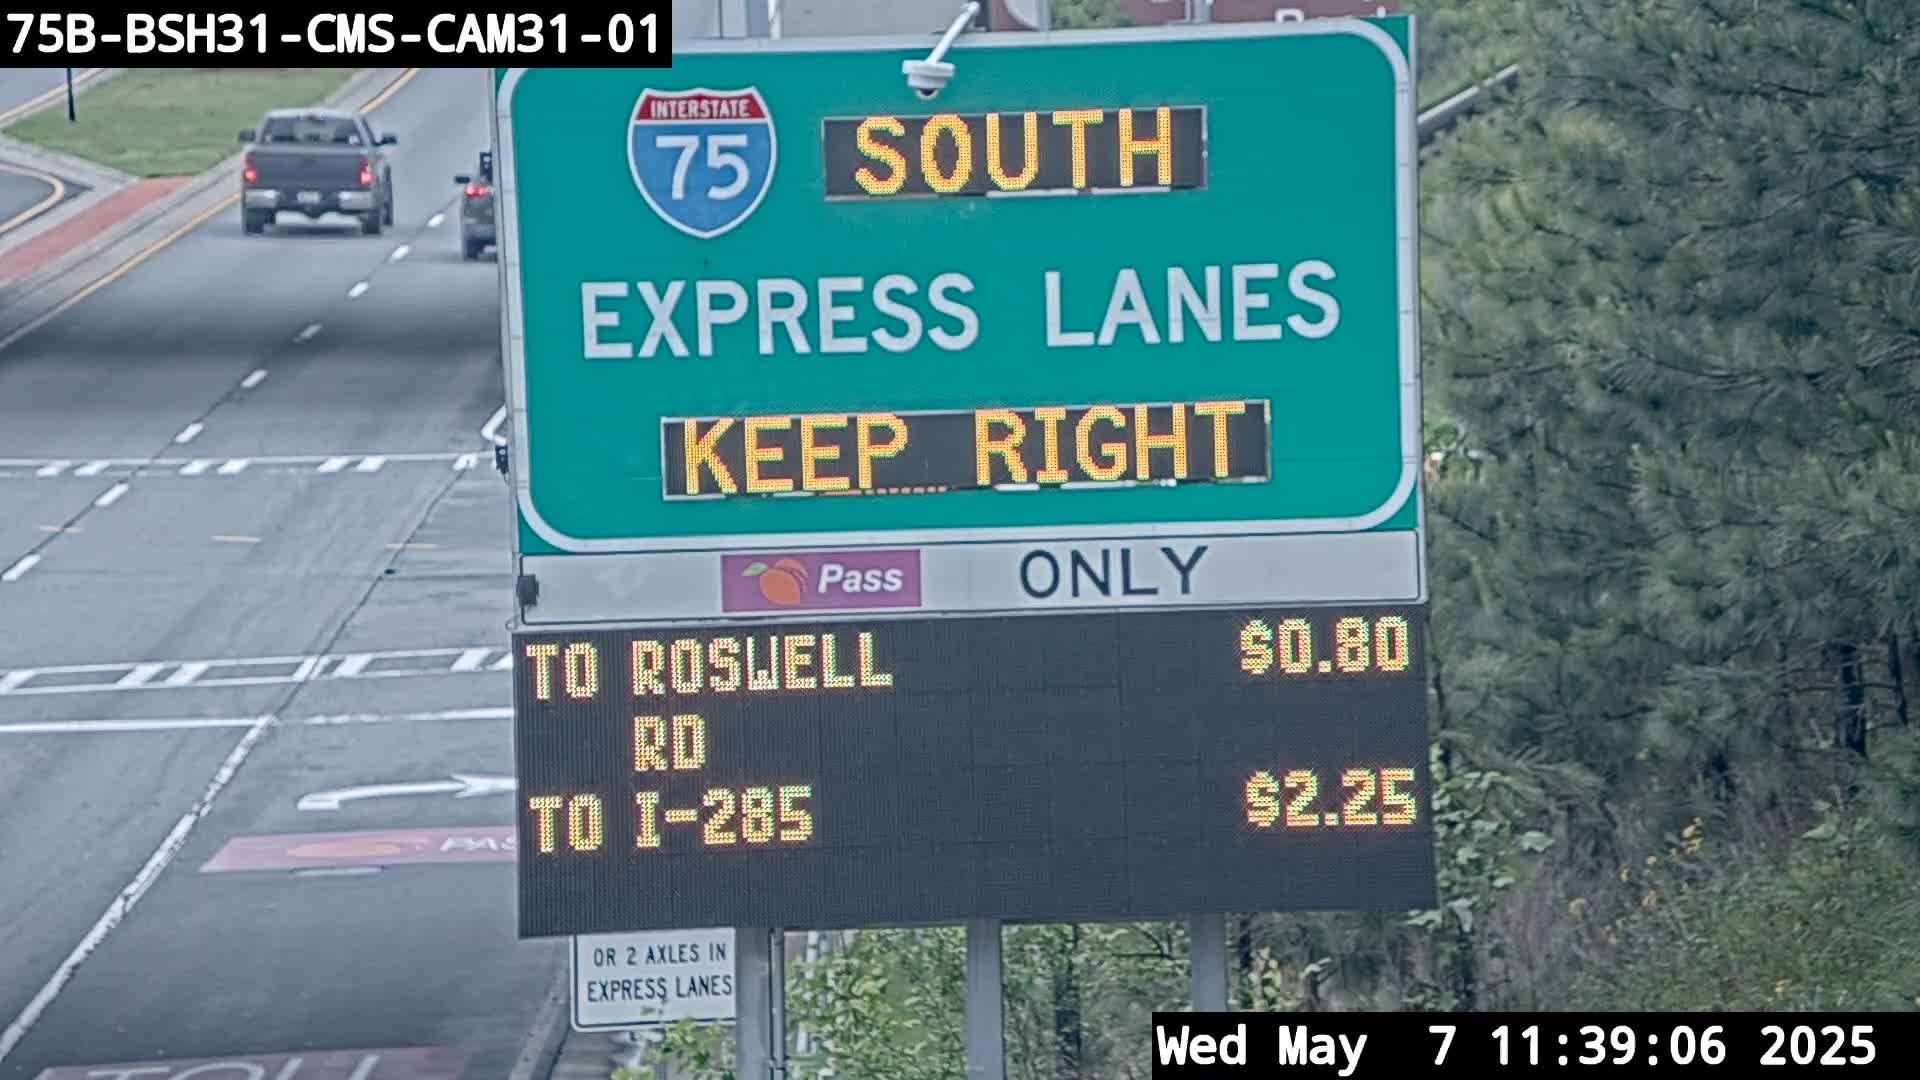 75B-BSH31-CMS-CAM31-01
INTERSTATE
75
SOUTH
EXPRESS LANES
KEEP RIGHT
Pass ONLY
TO ROSWELL $0.80
RD
TO I-285 $2.25
OR 2 AXLES IN
EXPRESS LANES
TOLL
Wed May 7 11:39:06 2025